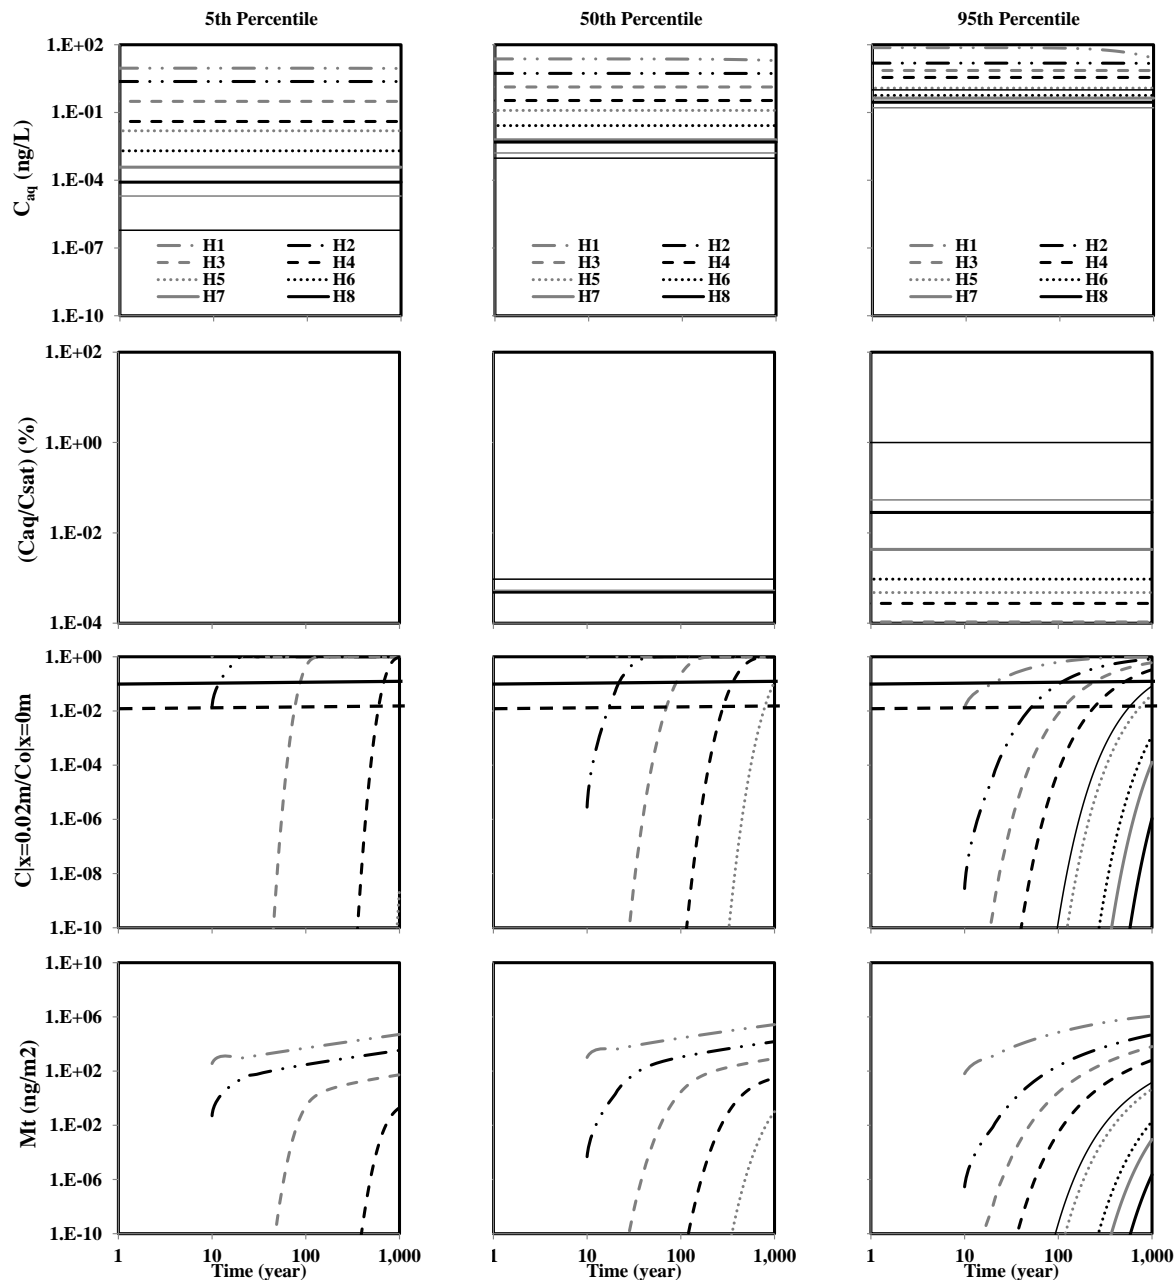 5th Percentile
50th Percentile
95th Percentile
C_aq (ng/L)
1.E+02
1.E-01
1.E-04
1.E-07
1.E-10
H1 H2
H3 H4
H5 H6
H7 H8
H1 H2
H3 H4
H5 H6
H7 H8
H1 H2
H3 H4
H5 H6
H7 H8
(Caq/Csat) (%)
1.E+02
1.E+00
1.E-02
1.E-04
C|x=0.02m/Co|x=0m
1.E+00
1.E-02
1.E-04
1.E-06
1.E-08
1.E-10
Mt (ng/m2)
1.E+10
1.E+06
1.E+02
1.E-02
1.E-06
1.E-10
1 10 100 1,000
Time (year)
1 10 100 1,000
Time (year)
1 10 100 1,000
Time (year)